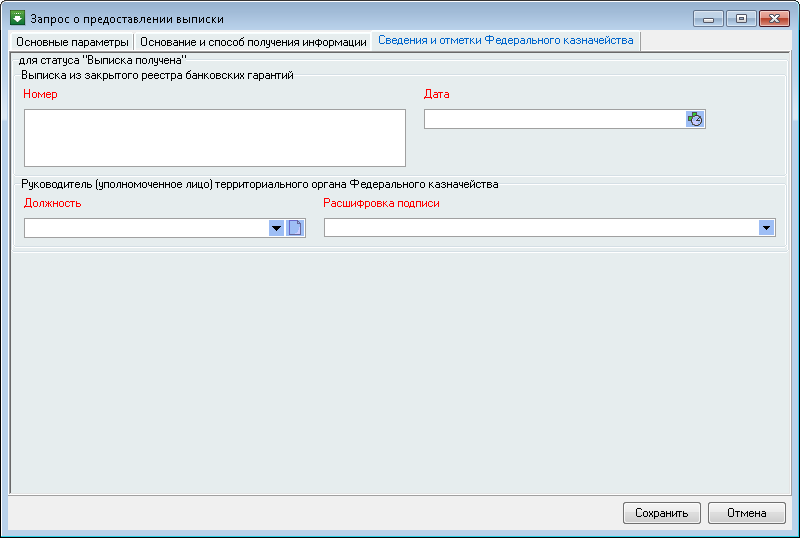 Запрос о предоставлении выписки
Основные параметры Основание и способ получения информации Сведения и отметки Федерального казначейства
для статуса "Выписка получена"
Выписка из закрытого реестра банковских гарантий
Номер Дата
Руководитель (уполномоченное лицо) территориального органа Федерального казначейства
Должность Расшифровка подписи
Сохранить Отмена